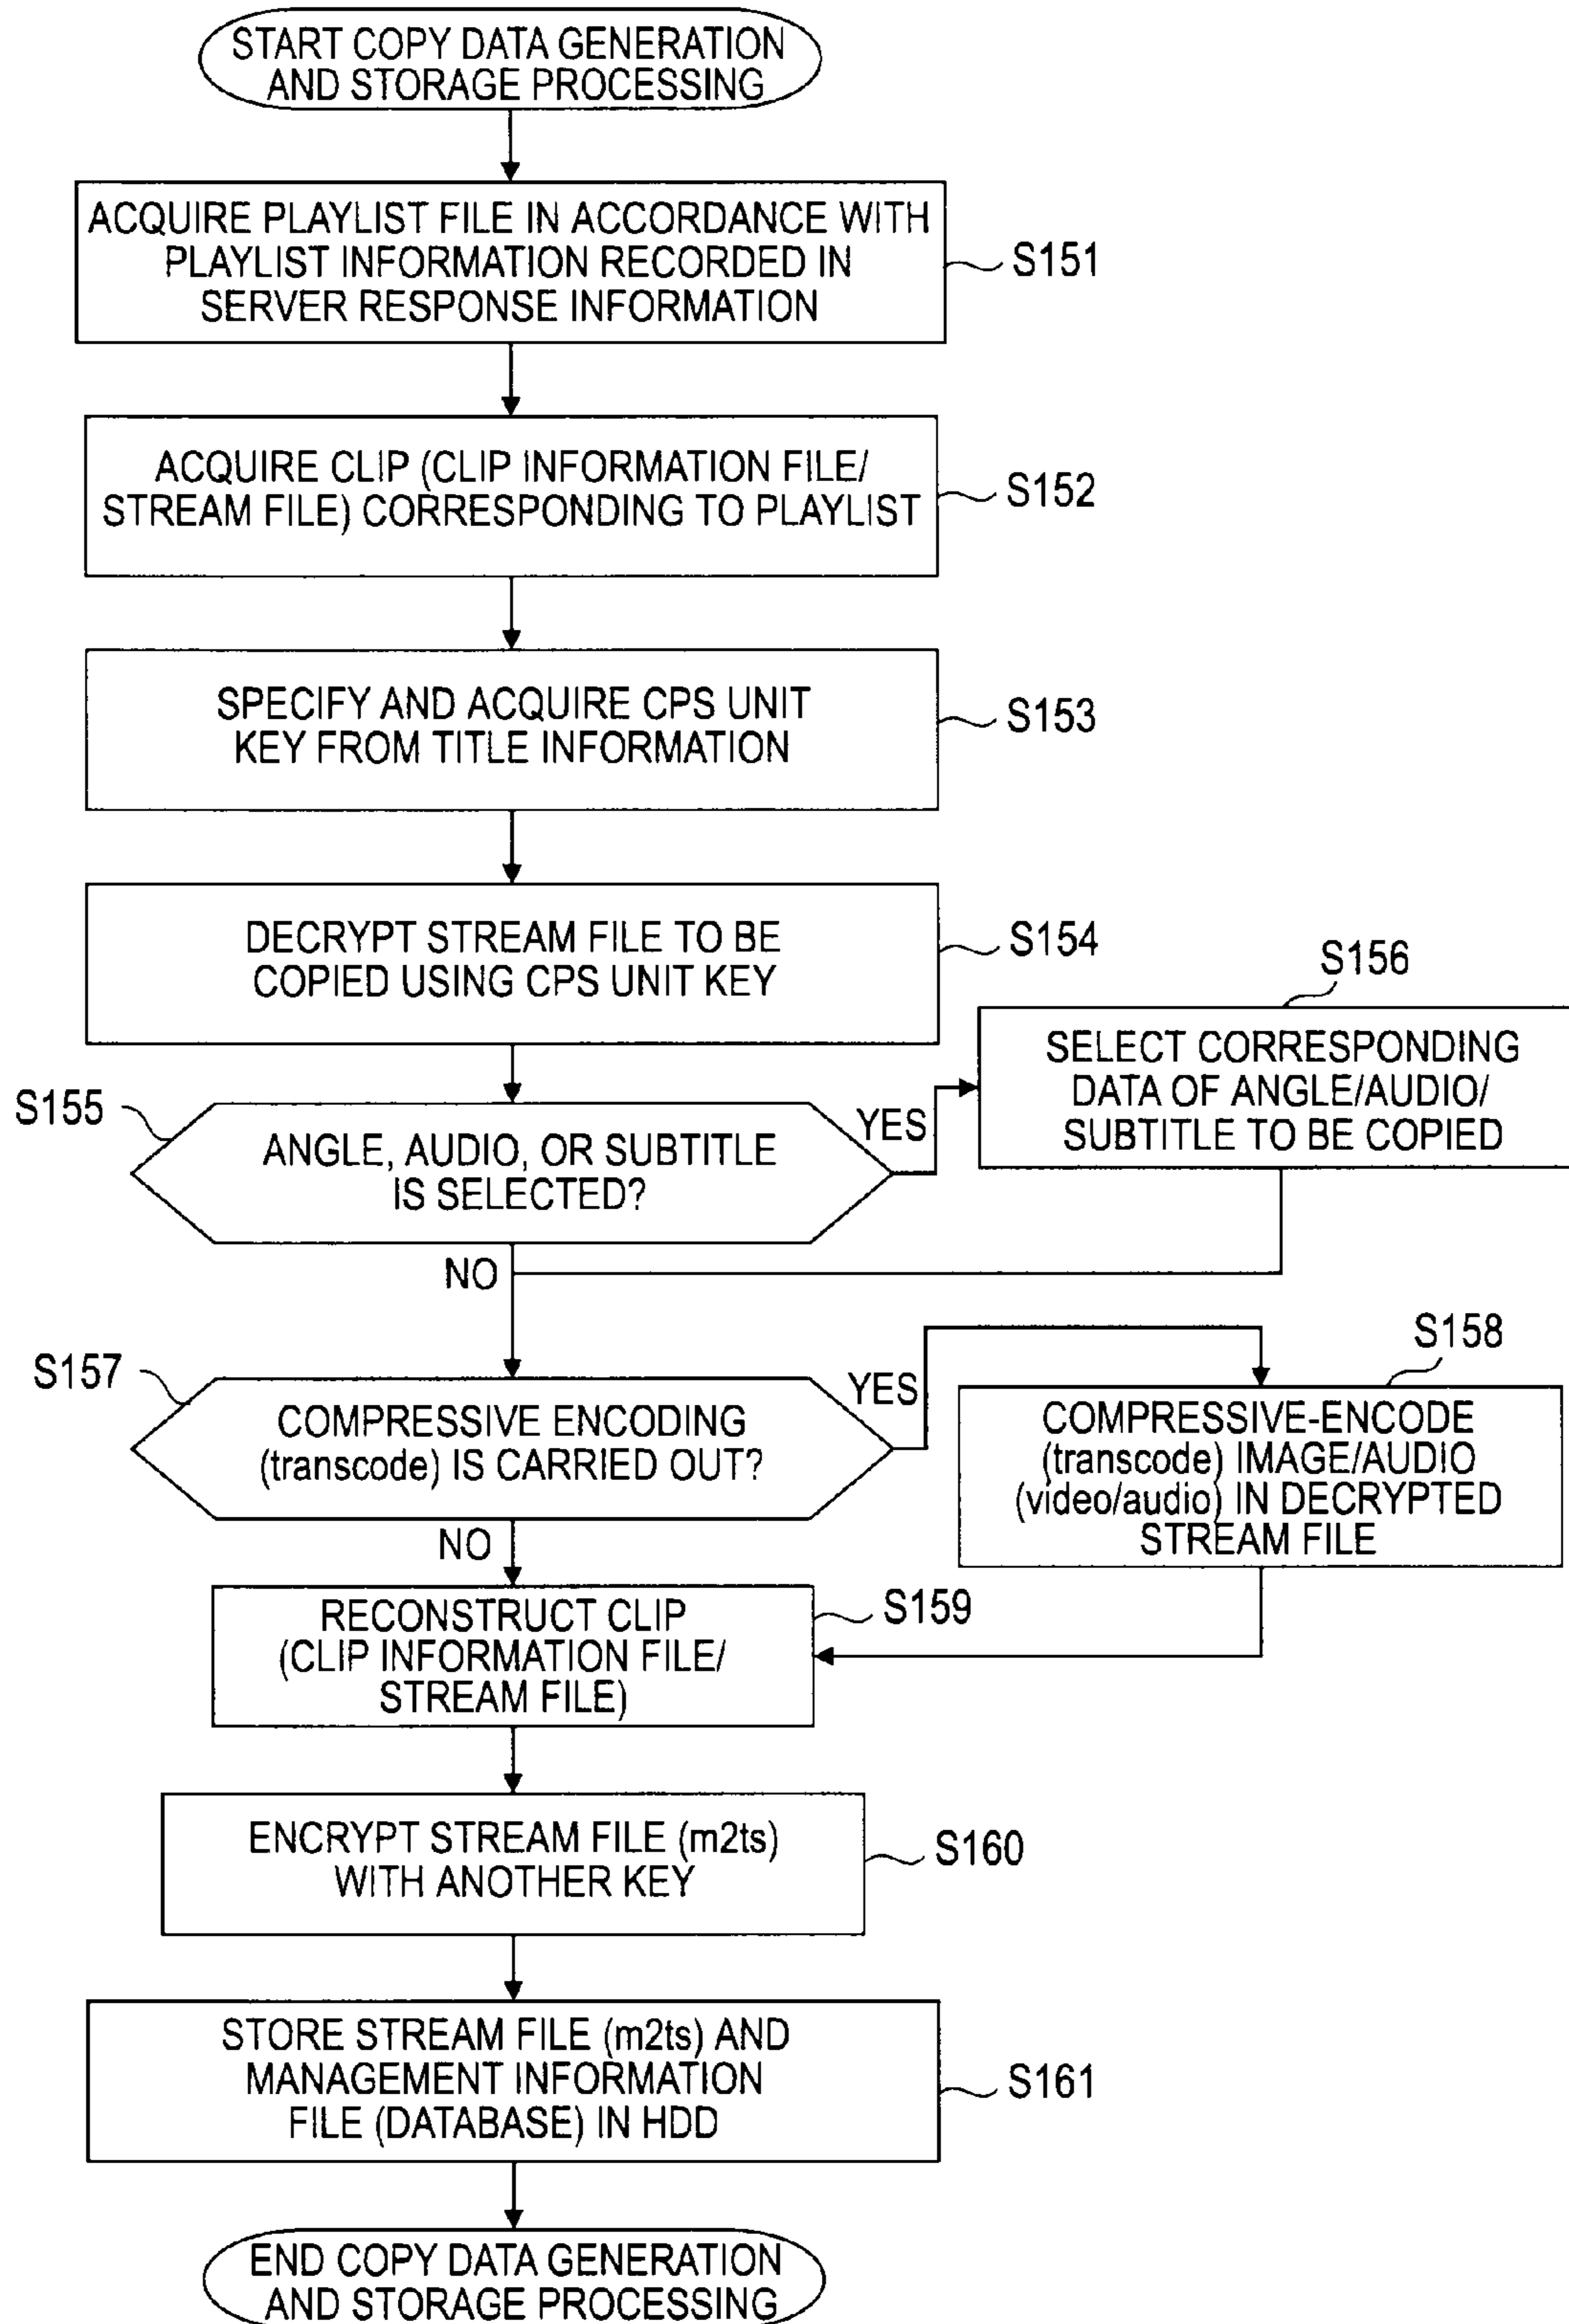 START COPY DATA GENERATION
AND STORAGE PROCESSING
ACQUIRE PLAYLIST FILE IN ACCORDANCE WITH
PLAYLIST INFORMATION RECORDED IN
SERVER RESPONSE INFORMATION
S151
ACQUIRE CLIP (CLIP INFORMATION FILE/
STREAM FILE) CORRESPONDING TO PLAYLIST
S152
SPECIFY AND ACQUIRE CPS UNIT
KEY FROM TITLE INFORMATION
S153
DECRYPT STREAM FILE TO BE
COPIED USING CPS UNIT KEY
S154
S155
ANGLE, AUDIO, OR SUBTITLE
IS SELECTED?
YES
NO
S156
SELECT CORRESPONDING
DATA OF ANGLE/AUDIO/
SUBTITLE TO BE COPIED
S157
COMPRESSIVE ENCODING
(transcode) IS CARRIED OUT?
YES
NO
S158
COMPRESSIVE-ENCODE
(transcode) IMAGE/AUDIO
(video/audio) IN DECRYPTED
STREAM FILE
RECONSTRUCT CLIP
(CLIP INFORMATION FILE/
STREAM FILE)
S159
ENCRYPT STREAM FILE (m2ts)
WITH ANOTHER KEY
S160
STORE STREAM FILE (m2ts) AND
MANAGEMENT INFORMATION
FILE (DATABASE) IN HDD
S161
END COPY DATA GENERATION
AND STORAGE PROCESSING